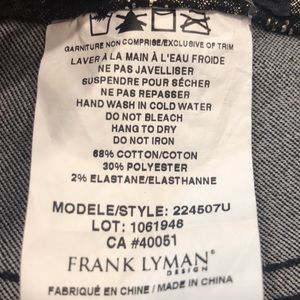 GARNITURE NON COMPRISE/EXCLUSIVE OF TRIM
LAVER À LA MAIN À L'EAU FROIDE
NE PAS JAVELLISER
SUSPENDRE POUR SÉCHER
NE PAS REPASSER
HAND WASH IN COLD WATER
DO NOT BLEACH
HANG TO DRY
DO NOT IRON
68% COTTON/COTON
30% POLYESTER
2% ELASTANE/ELASTHANNE
MODELE/STYLE: 224507U
LOT: 1061946
CA #40051
FRANK LYMAN
DESIGN
FABRIQUÉ EN CHINE / MADE IN CHINA